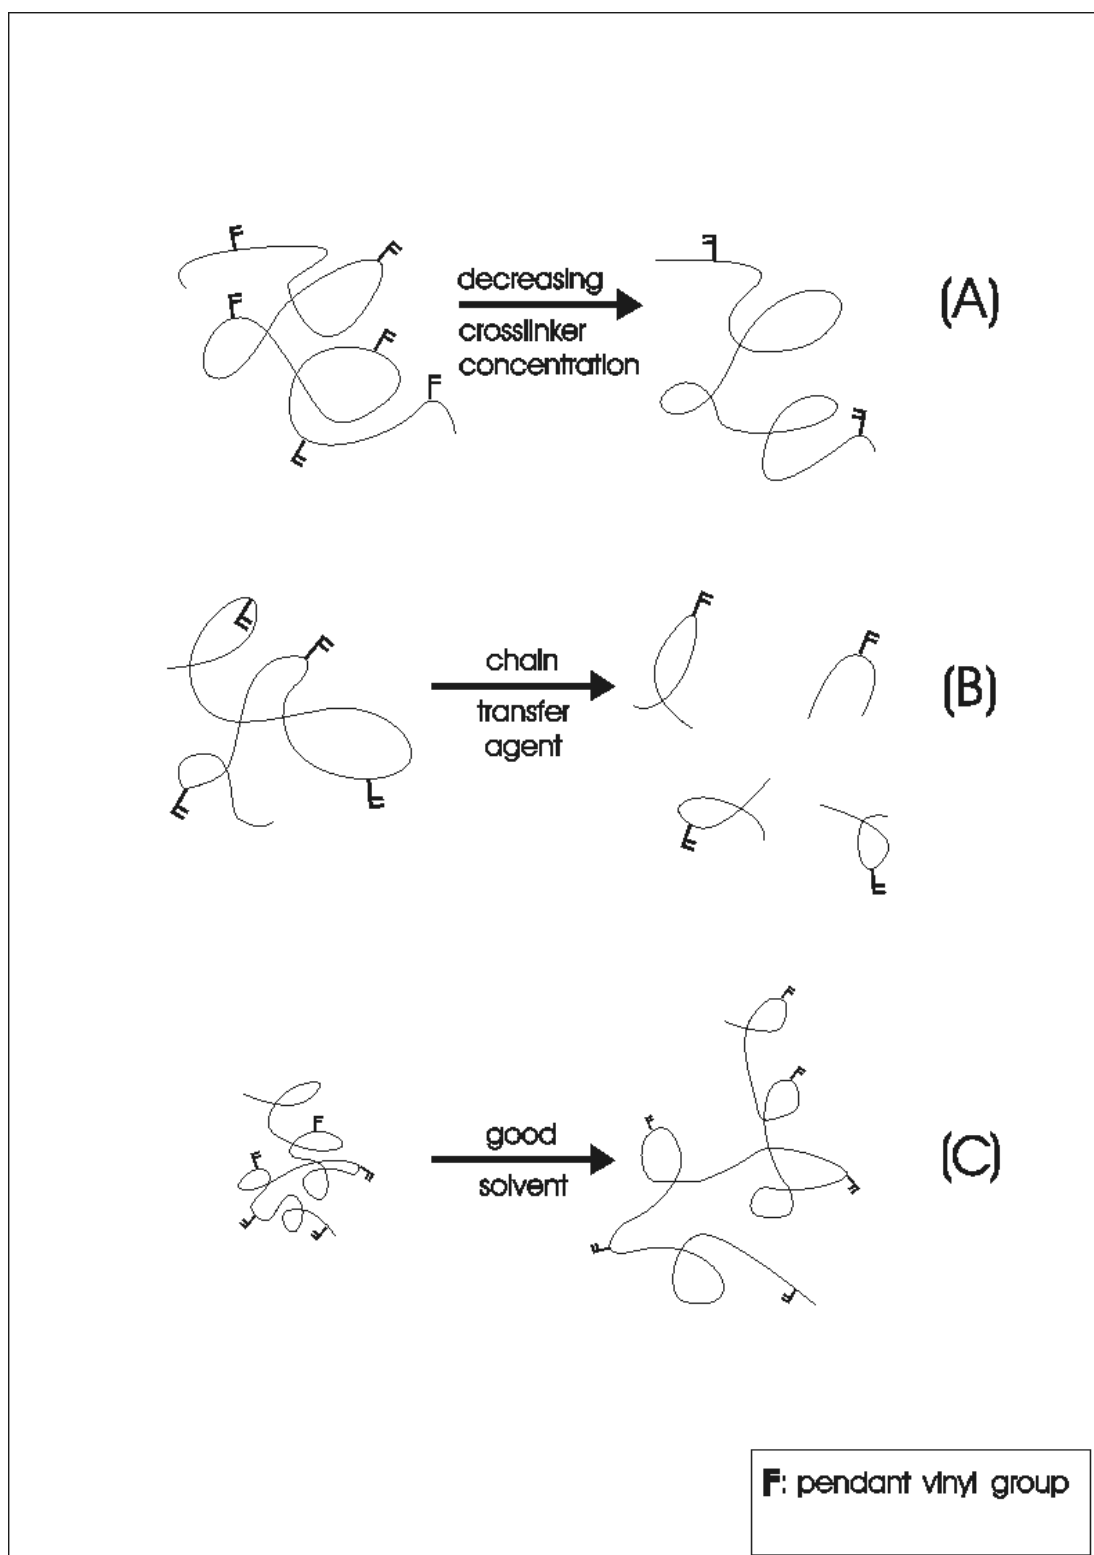 F
F
F
F
F
F
decreasing
crosslinker
concentration
F
F
(A)
F
F
F
F
chain
transfer
agent
F
F
F
F
(B)
F
F
F
F
F
good
solvent
F
F
F
F
F
(C)
F: pendant vinyl group